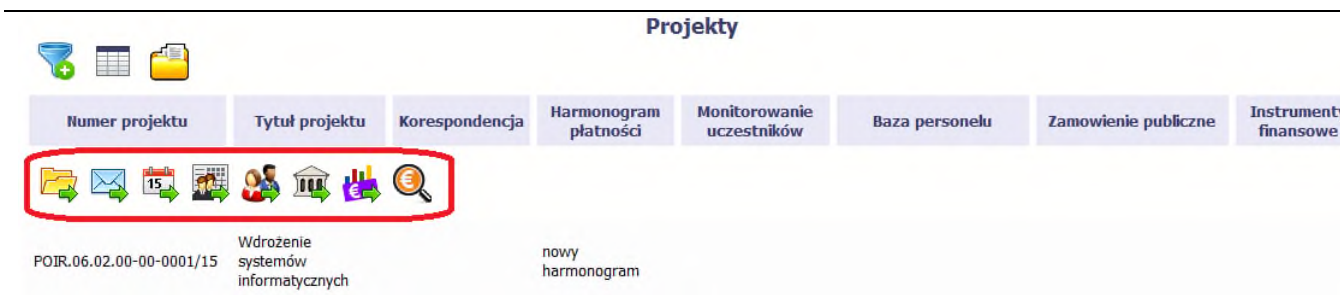 Projekty
Numer projektu Tytuł projektu Korespondencja Harmonogram płatności Monitorowanie uczestników Baza personelu Zamowienie publiczne Instrumenty finansowe
15
POIR.06.02.00-00-0001/15 Wdrożenie systemów informatycznych nowy harmonogram